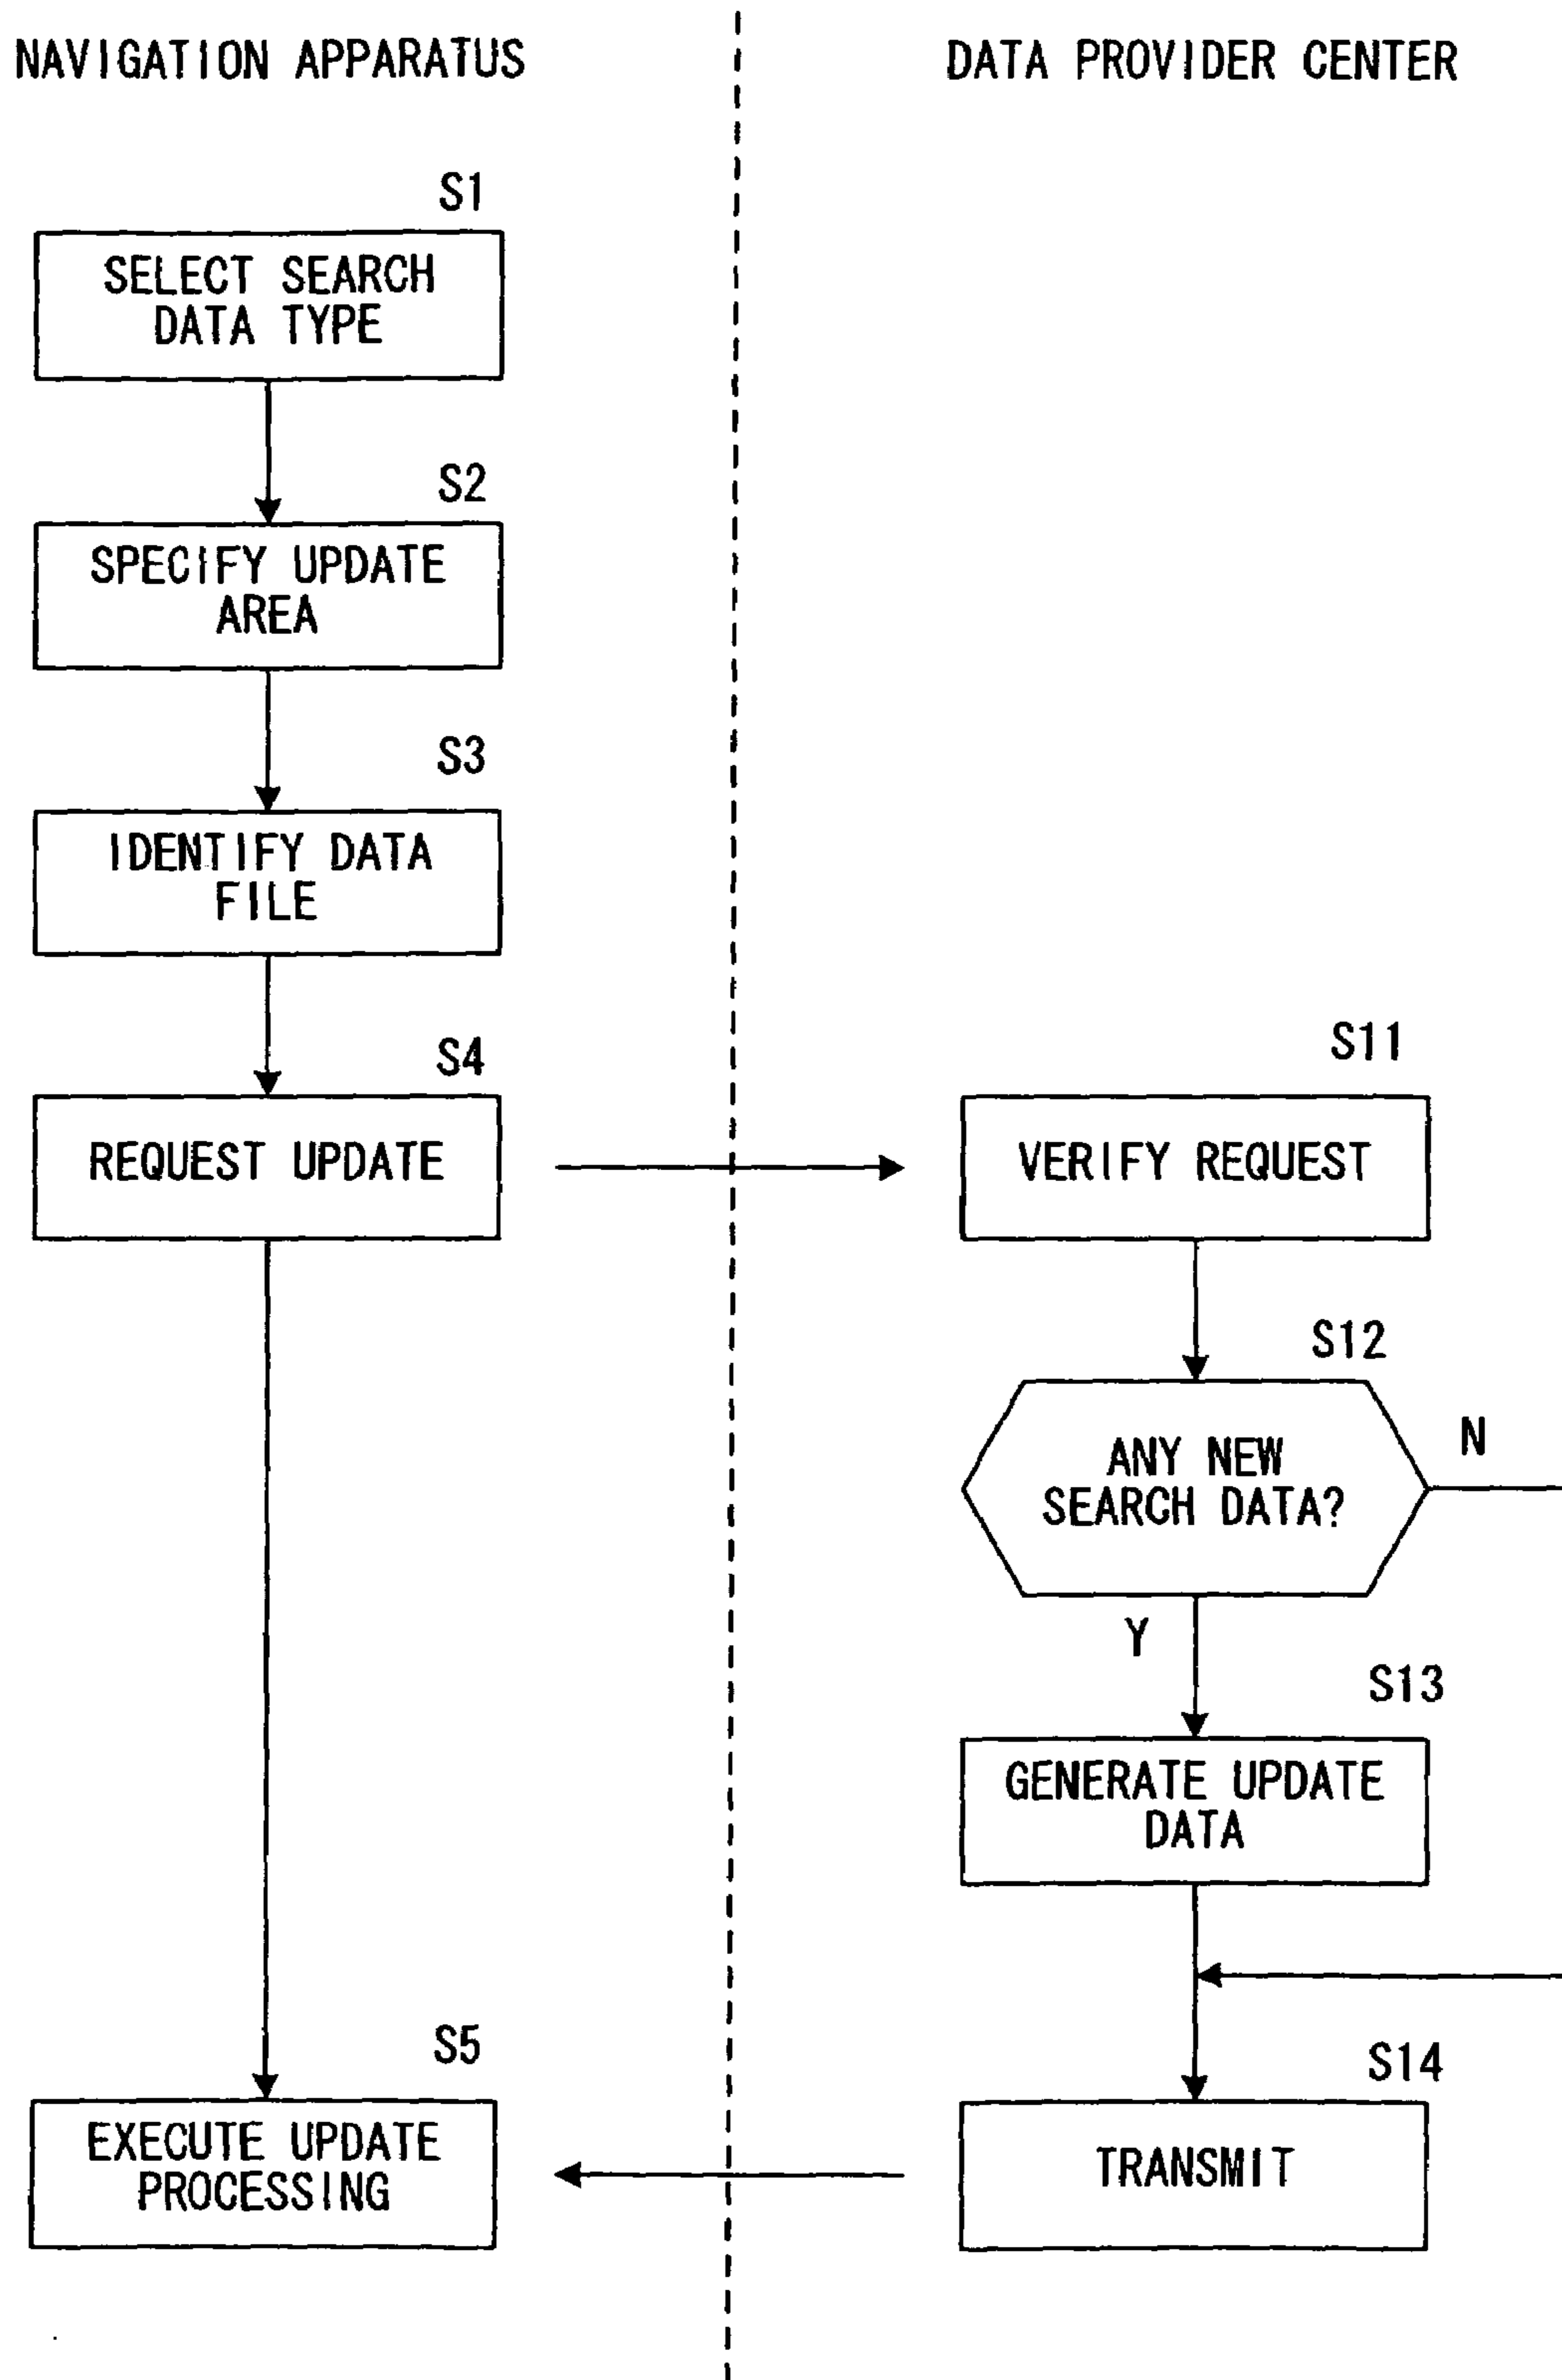 NAVIGATION APPARATUS
DATA PROVIDER CENTER
S1
SELECT SEARCH
DATA TYPE
S2
SPECIFY UPDATE
AREA
S3
IDENTIFY DATA
FILE
S4
REQUEST UPDATE
S11
VERIFY REQUEST
S12
ANY NEW
SEARCH DATA?
N
Y
S13
GENERATE UPDATE
DATA
S5
EXECUTE UPDATE
PROCESSING
S14
TRANSMIT